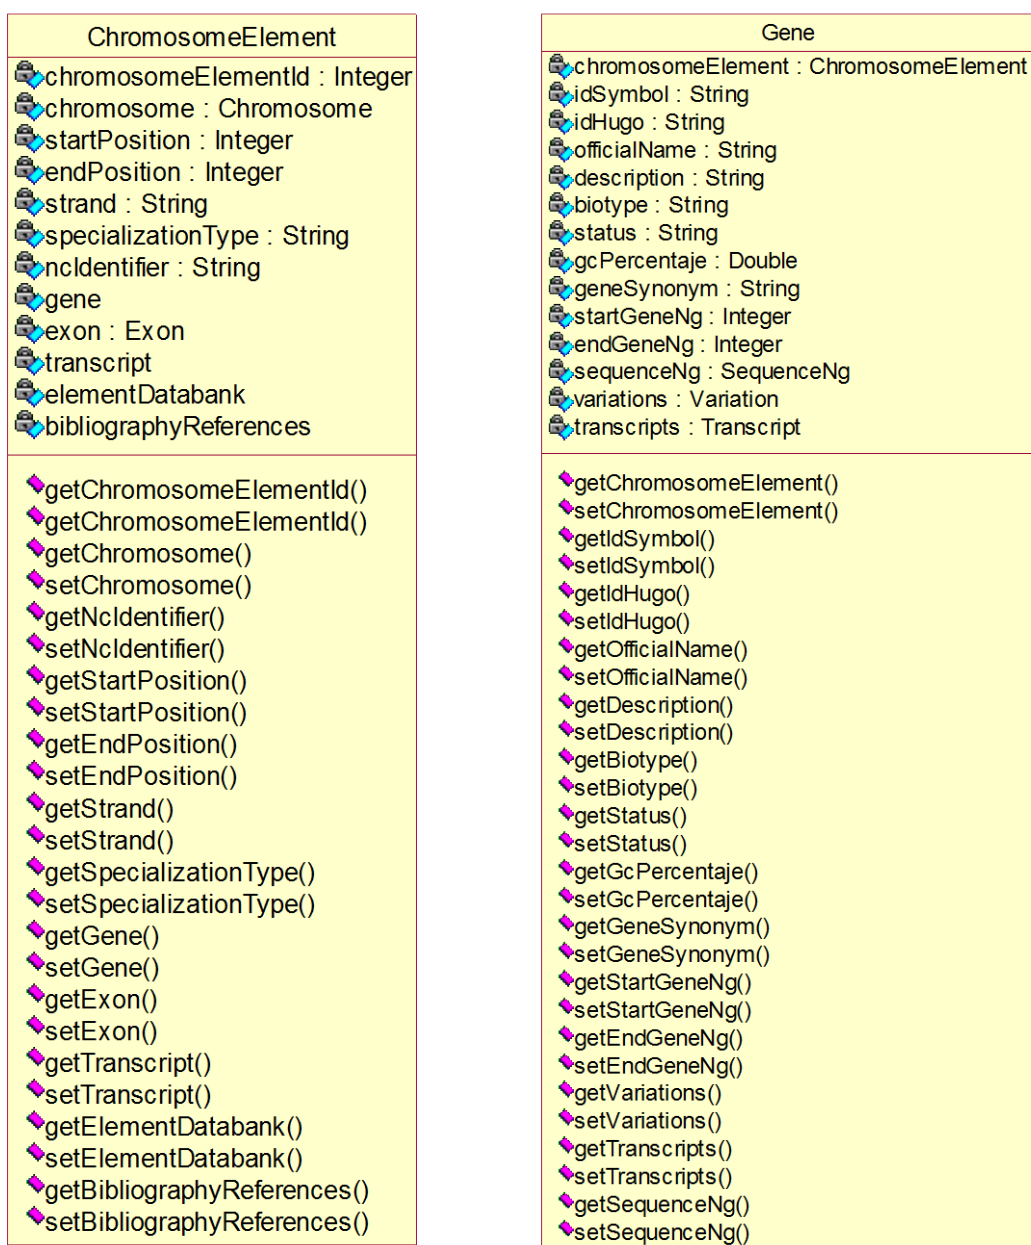 ChromosomeElement
chromosomeElementId : Integer
chromosome : Chromosome
startPosition : Integer
endPosition : Integer
strand : String
specializationType : String
ncIdentifier : String
gene
exon : Exon
transcript
elementDatabank
bibliographyReferences
getChromosomeElementId()
getChromosomeElementId()
getChromosome()
setChromosome()
getNcIdentifier()
setNcIdentifier()
getStartPosition()
setStartPosition()
getEndPosition()
setEndPosition()
getStrand()
setStrand()
getSpecializationType()
setSpecializationType()
getGene()
setGene()
getExon()
setExon()
getTranscript()
setTranscript()
getElementDatabank()
setElementDatabank()
getBibliographyReferences()
setBibliographyReferences()
Gene
chromosomeElement : ChromosomeElement
idSymbol : String
idHugo : String
officialName : String
description : String
biotype : String
status : String
gcPercentaje : Double
geneSynonym : String
startGeneNg : Integer
endGeneNg : Integer
sequenceNg : SequenceNg
variations : Variation
transcripts : Transcript
getChromosomeElement()
setChromosomeElement()
getIdSymbol()
setIdSymbol()
getIdHugo()
setIdHugo()
getOfficialName()
setOfficialName()
getDescription()
setDescription()
getBiotype()
setBiotype()
getStatus()
setStatus()
getGcPercentaje()
setGcPercentaje()
getGeneSynonym()
setGeneSynonym()
getStartGeneNg()
setStartGeneNg()
getEndGeneNg()
setEndGeneNg()
getVariations()
setVariations()
getTranscripts()
setTranscripts()
getSequenceNg()
setSequenceNg()